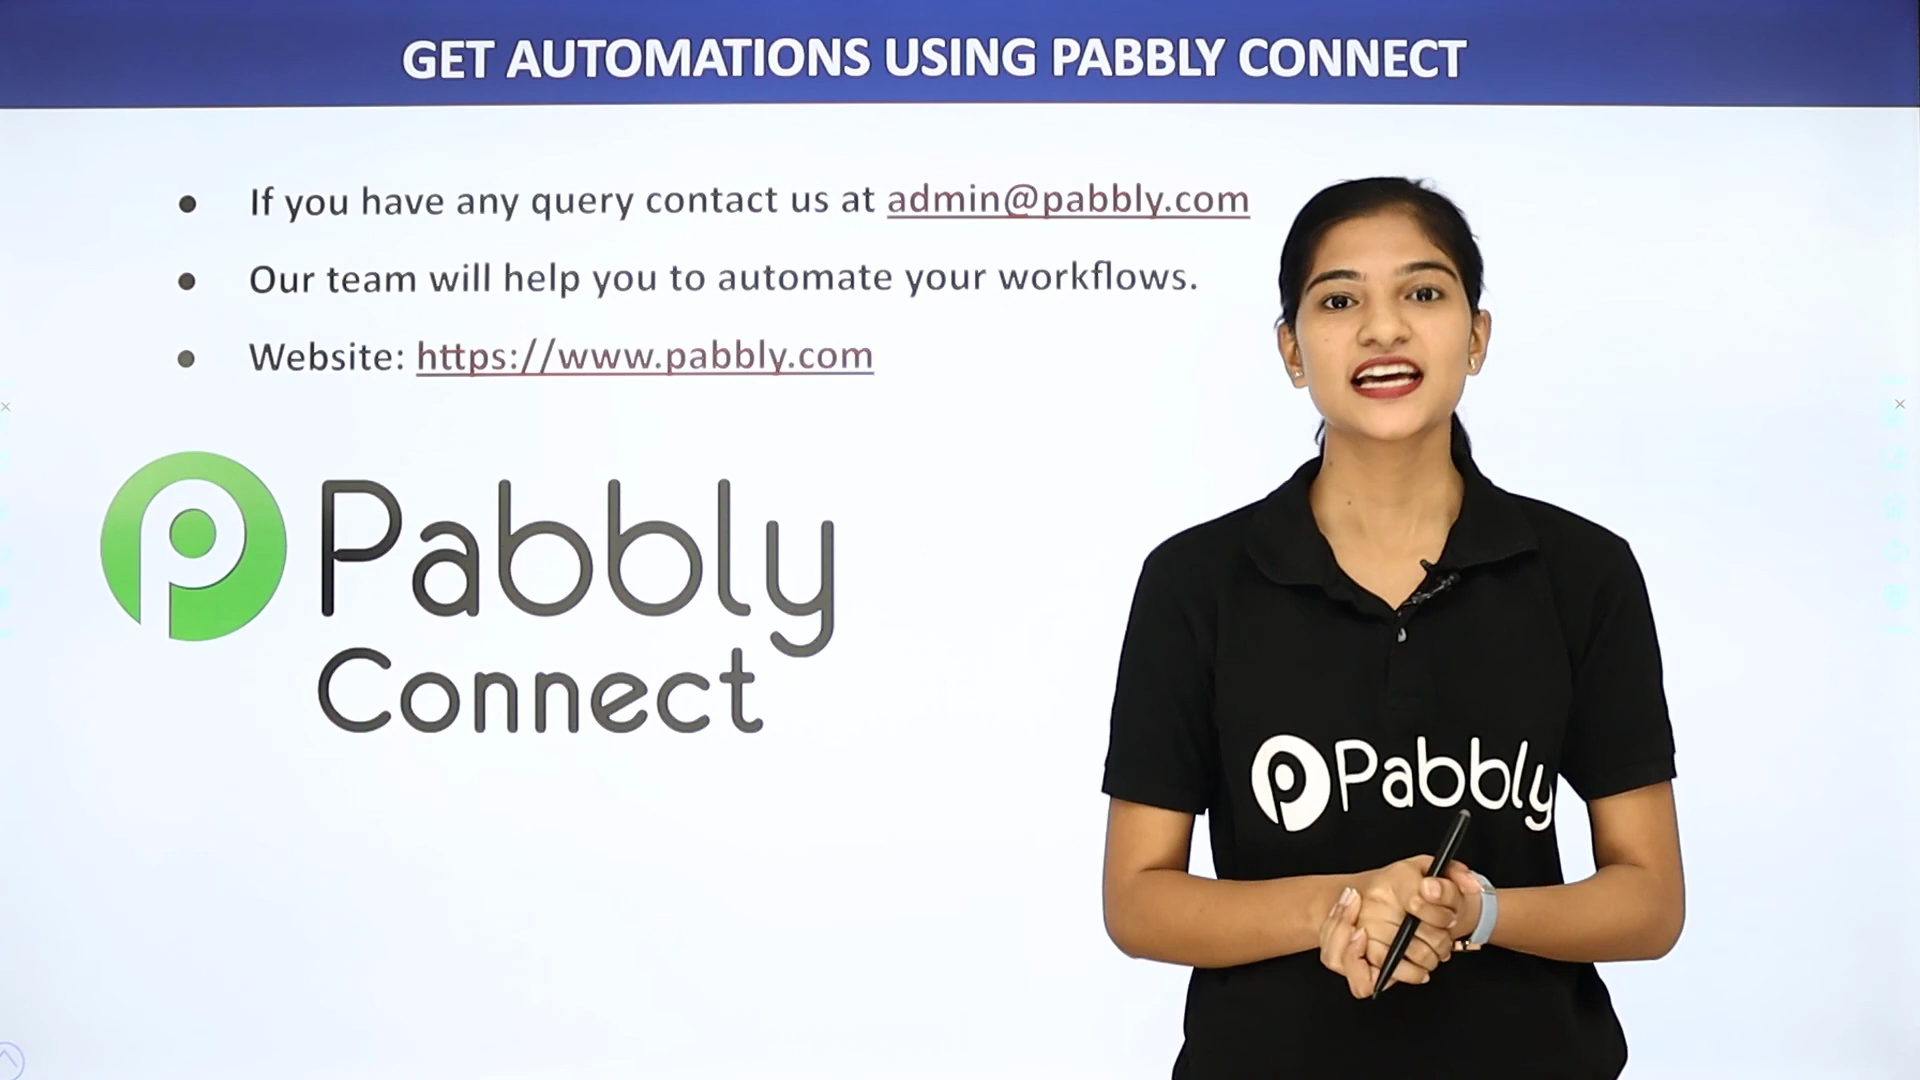 GET AUTOMATIONS USING PABBLY CONNECT
● If you have any query contact us at admin@pabbly.com
● Our team will help you to automate your workflows.
● Website: https://www.pabbly.com
Pabbly
Connect
Pabbly